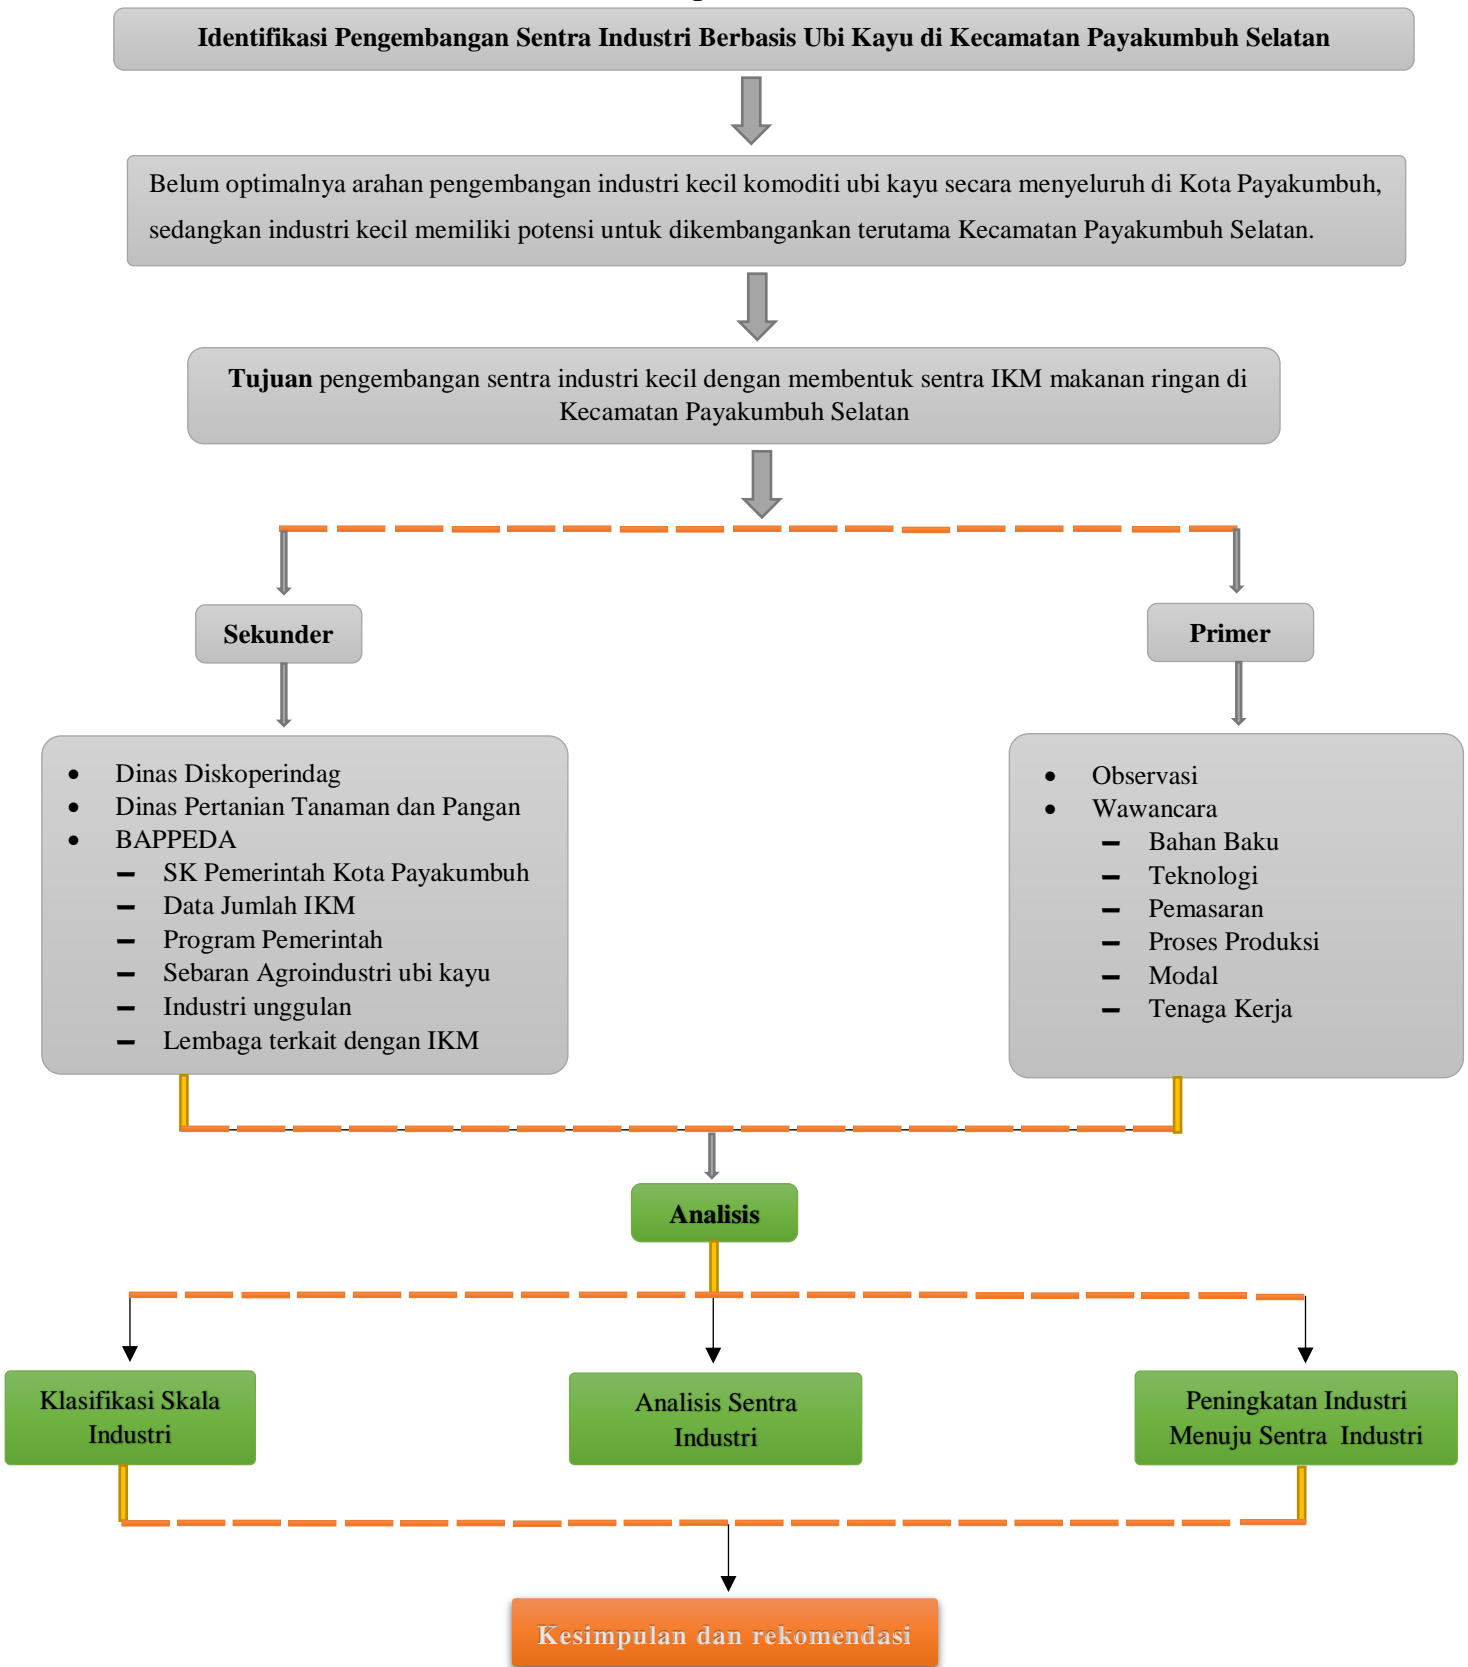 Identifikasi Pengembangan Sentra Industri Berbasis Ubi Kayu di Kecamatan Payakumbuh Selatan
Belum optimalnya arahan pengembangan industri kecil komoditi ubi kayu secara menyeluruh di Kota Payakumbuh,
sedangkan industri kecil memiliki potensi untuk dikembangankan terutama Kecamatan Payakumbuh Selatan.
Tujuan pengembangan sentra industri kecil dengan membentuk sentra IKM makanan ringan di
Kecamatan Payakumbuh Selatan
Sekunder
Primer
• Dinas Diskoperindag
• Dinas Pertanian Tanaman dan Pangan
• BAPPEDA
– SK Pemerintah Kota Payakumbuh
– Data Jumlah IKM
– Program Pemerintah
– Sebaran Agroindustri ubi kayu
– Industri unggulan
– Lembaga terkait dengan IKM
• Observasi
• Wawancara
– Bahan Baku
– Teknologi
– Pemasaran
– Proses Produksi
– Modal
– Tenaga Kerja
Analisis
Klasifikasi Skala
Industri
Analisis Sentra
Industri
Peningkatan Industri
Menuju Sentra Industri
Kesimpulan dan rekomendasi